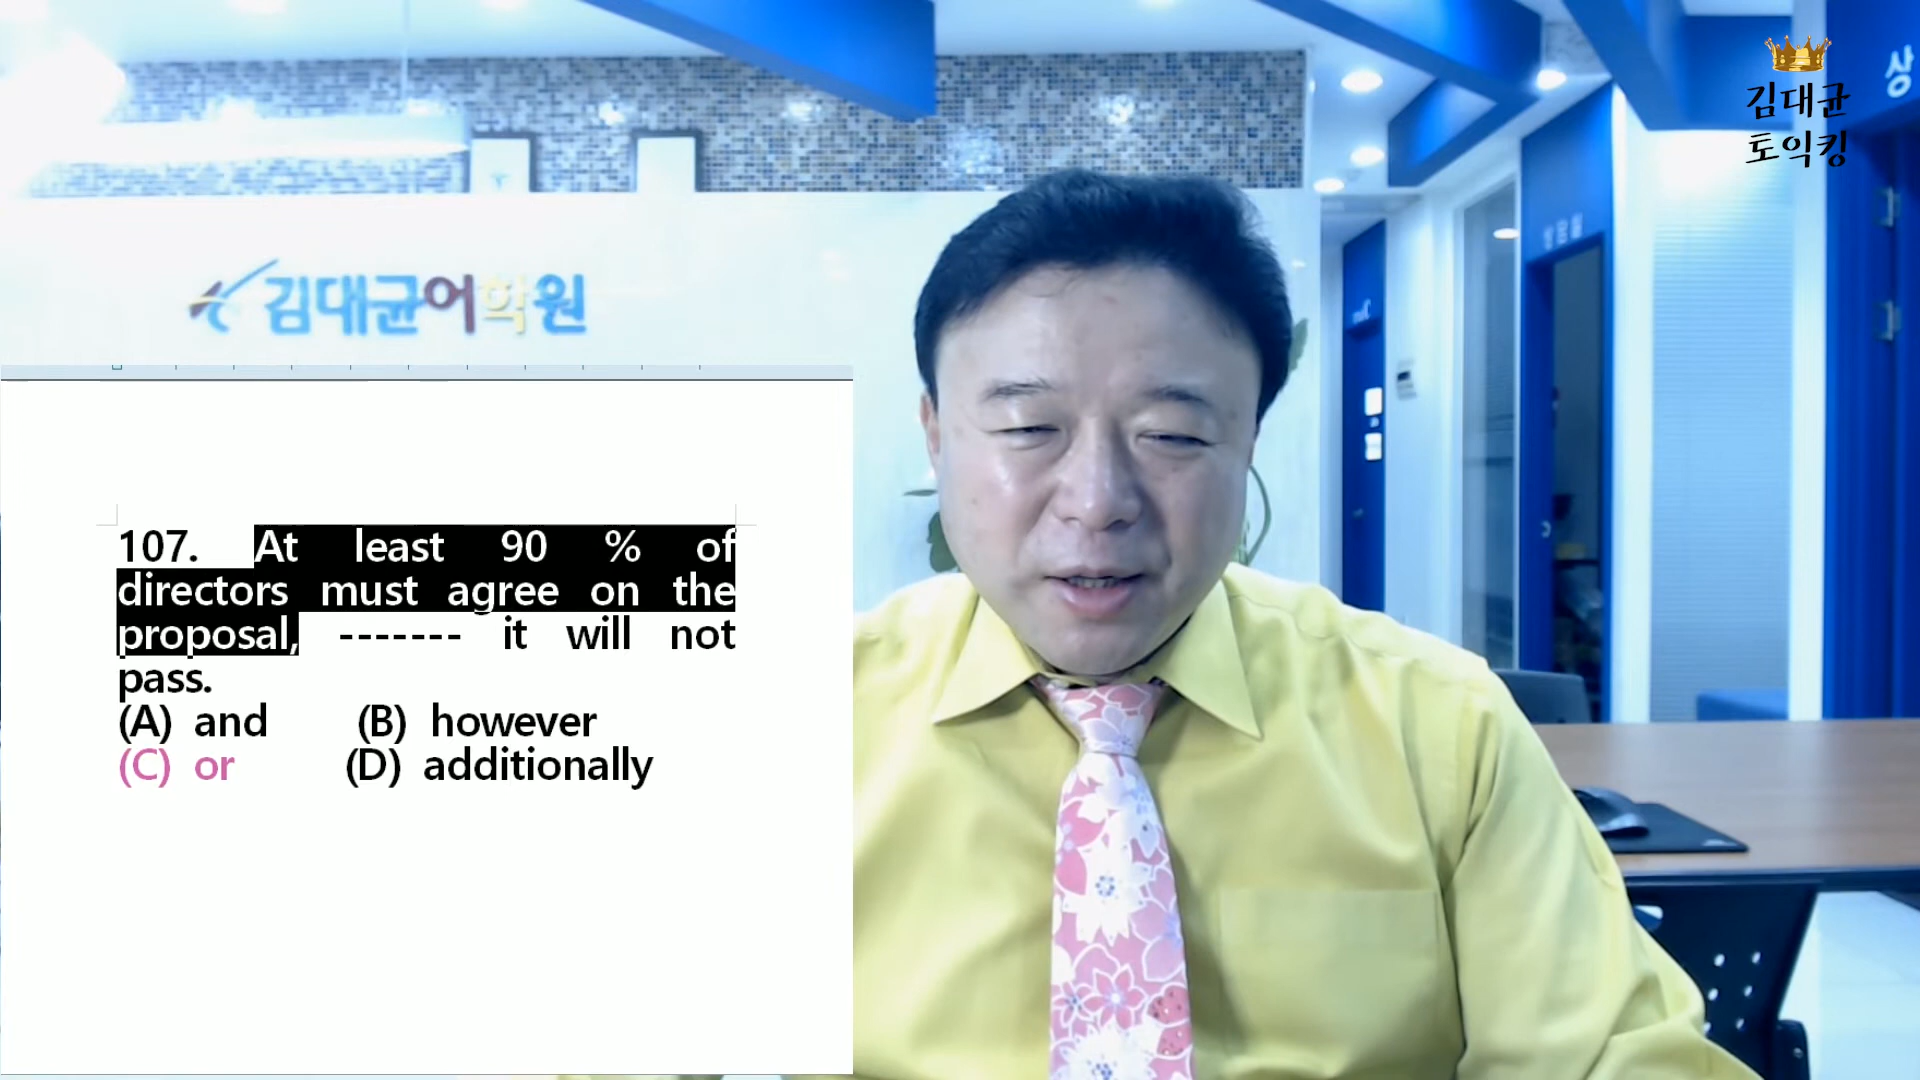 김대균
토익킹
상
김대균어학원
107. At least 90 % of
directors must agree on the
proposal, ------- it will not
pass.
(A) and (B) however
(C) or (D) additionally